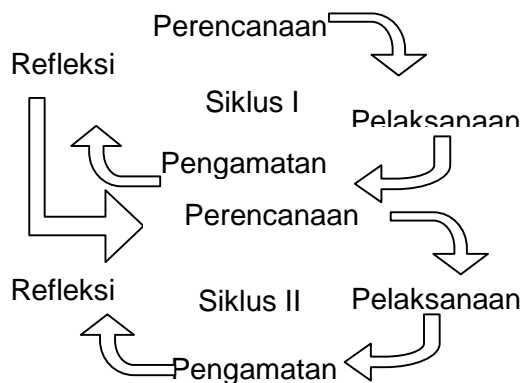 Perencanaan
Refleksi
Siklus I
Pelaksanaan
Pengamatan
Perencanaan
Refleksi
Siklus II
Pelaksanaan
Pengamatan